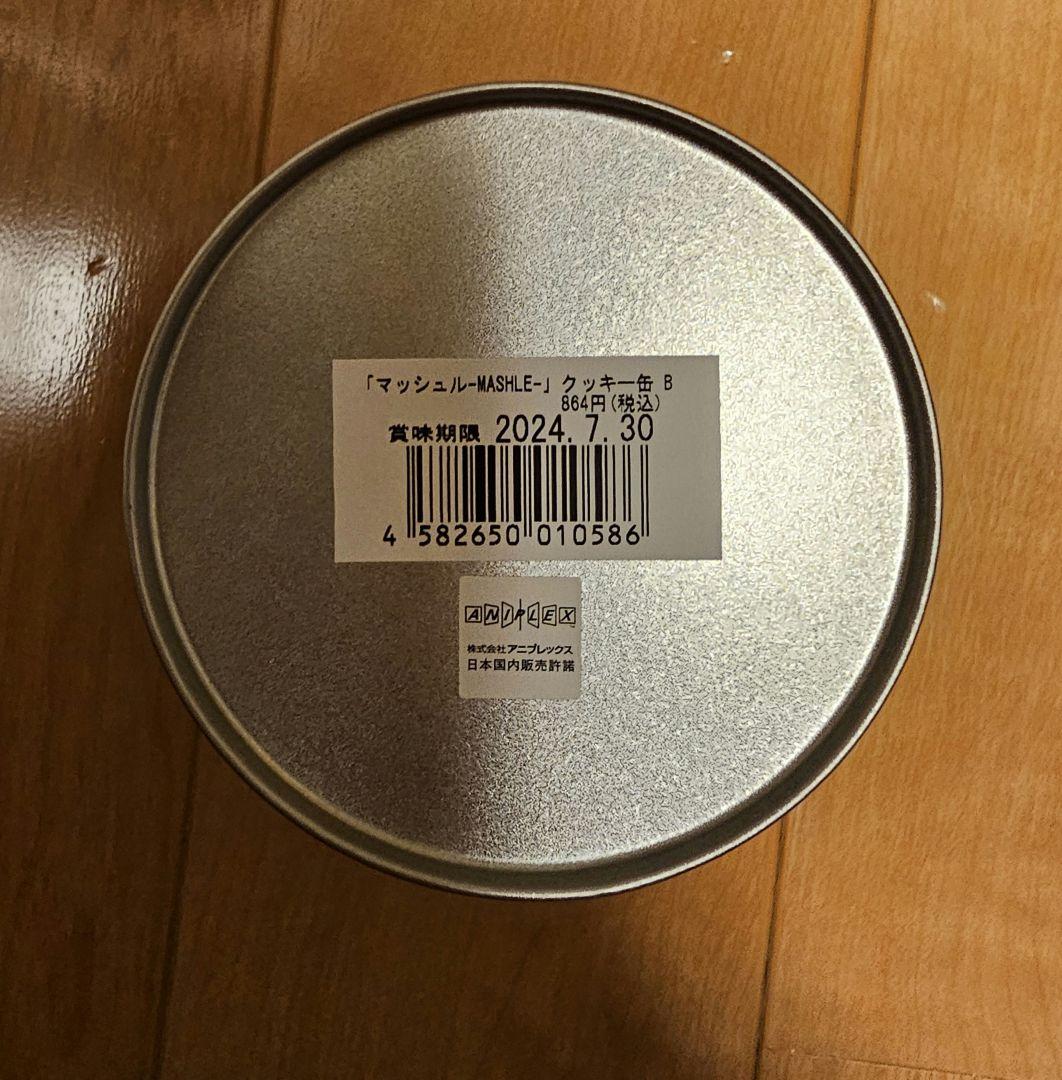 「マッシュル-MASHLE-」クッキー缶 B
864円(税込)
賞味期限 2024.7.30
4 582650 010586
ANIPLEX
株式会社アニプレックス
日本国内販売許諾